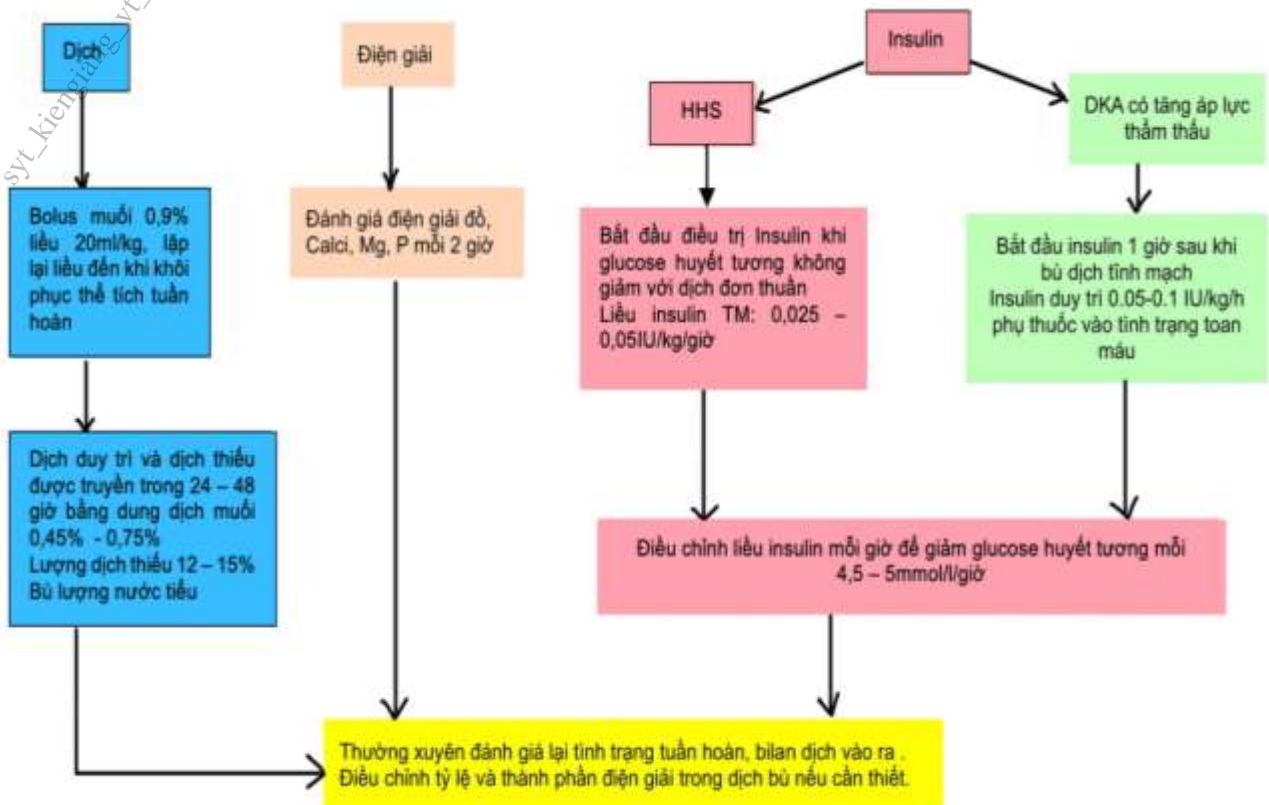 Dịch
Điện giải
Insulin
HHS
DKA có tăng áp lực
thẩm thấu
Bolus muối 0,9%
liều 20ml/kg, lặp
lại liều đến khi khôi
phục thể tích tuần
hoàn
Đánh giá điện giải đồ,
Calci, Mg, P mỗi 2 giờ
Bắt đầu điều trị Insulin khi
glucose huyết tương không
giảm với dịch đơn thuần
Liều insulin TM: 0,025 –
0,05IU/kg/giờ
Bắt đầu insulin 1 giờ sau khi
bù dịch tĩnh mạch
Insulin duy trì 0.05-0.1 IU/kg/h
phụ thuộc vào tình trạng toan
máu
Dịch duy trì và dịch thiếu
được truyền trong 24 – 48
giờ bằng dung dịch muối
0,45% - 0,75%
Lượng dịch thiếu 12 – 15%
Bù lượng nước tiểu
Điều chỉnh liều insulin mỗi giờ để giảm glucose huyết tương mỗi
4,5 – 5mmol/l/giờ
Thường xuyên đánh giá lại tình trạng tuần hoàn, bilan dịch vào ra .
Điều chỉnh tỷ lệ và thành phần điện giải trong dịch bù nếu cần thiết.